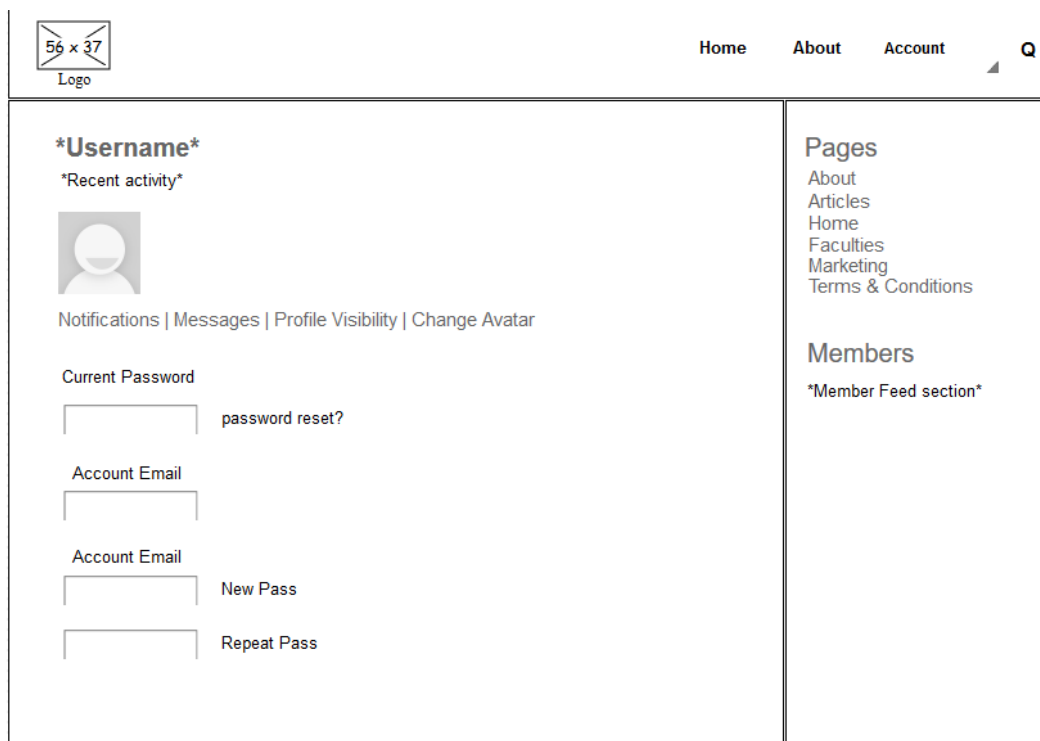 56 x 37
Logo
Home About Account Q
*Username*
*Recent activity*
Notifications | Messages | Profile Visibility | Change Avatar
Current Password
password reset?
Account Email
Account Email
New Pass
Repeat Pass
Pages
About
Articles
Home
Faculties
Marketing
Terms & Conditions
Members
*Member Feed section*